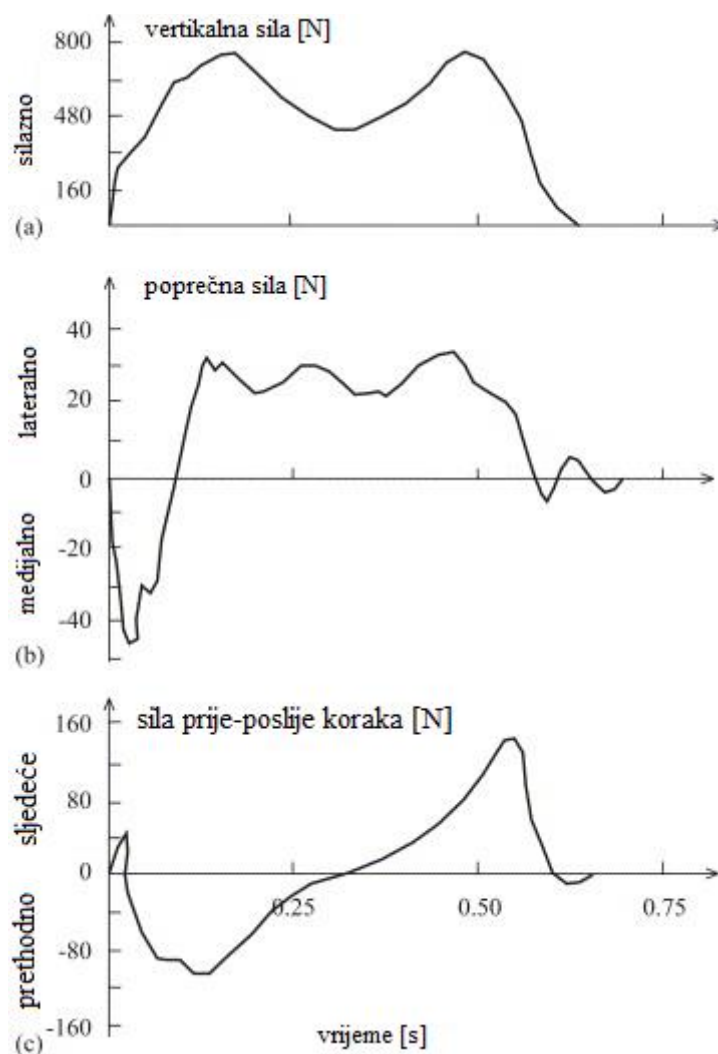 vertikalna sila [N]
800
480
160
silazno
(a)
poprečna sila [N]
40
20
0
-20
-40
lateralno
medijalno
(b)
sila prije-poslije koraka [N]
160
80
0
-80
-160
sljedeće
prethodno
0.25
0.50
0.75
(c)
vrijeme [s]